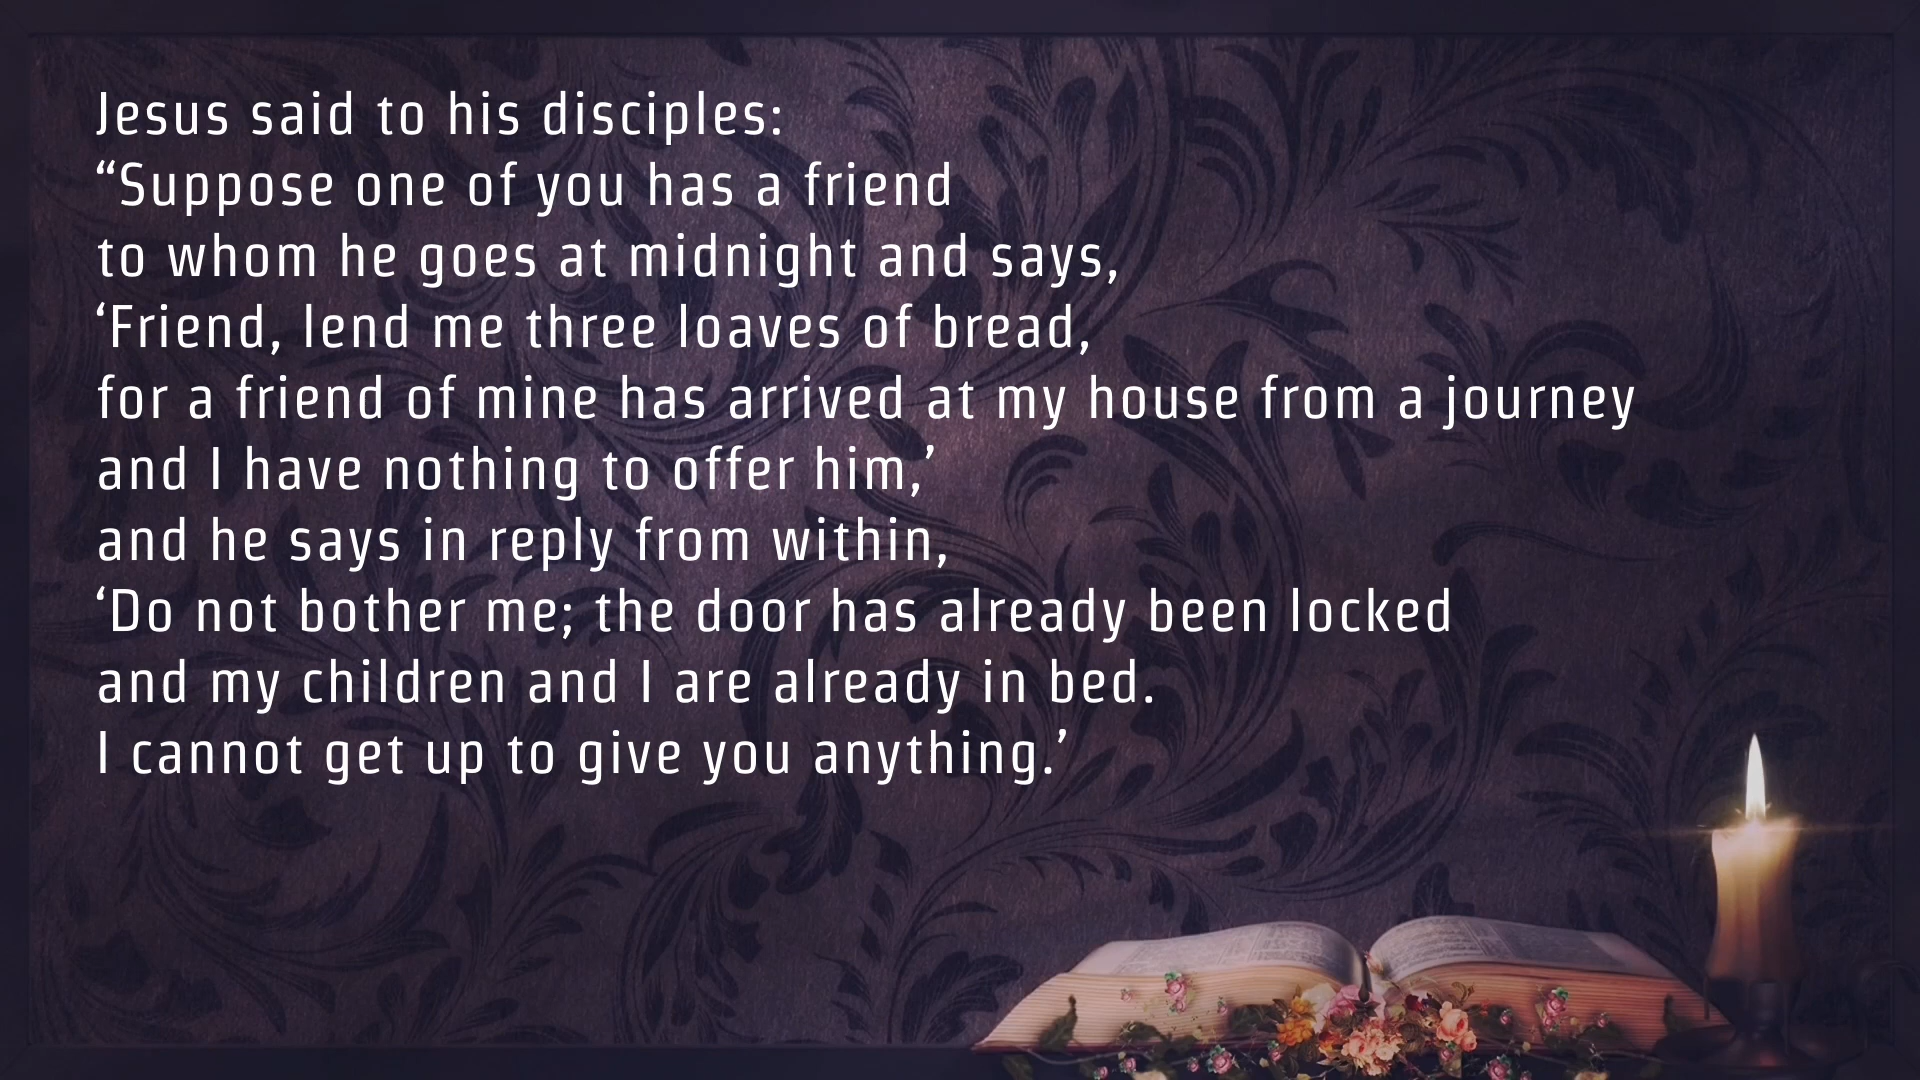 Jesus said to his disciples:
“Suppose one of you has a friend
to whom he goes at midnight and says,
‘Friend, lend me three loaves of bread,
for a friend of mine has arrived at my house from a journey
and I have nothing to offer him,’
and he says in reply from within,
‘Do not bother me; the door has already been locked
and my children and I are already in bed.
I cannot get up to give you anything.’